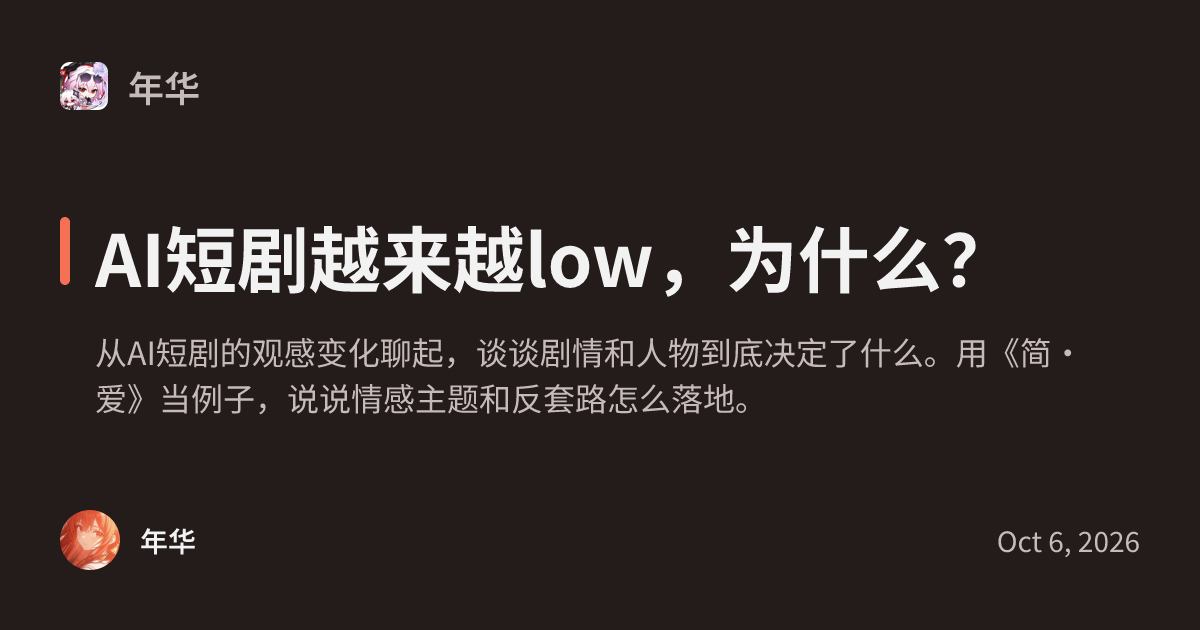 年华
AI短剧越来越low，为什么？
从AI短剧的观感变化聊起，谈谈剧情和人物到底决定了什么。用《简·
爱》当例子，说说情感主题和反套路怎么落地。
年华
Oct 6, 2026